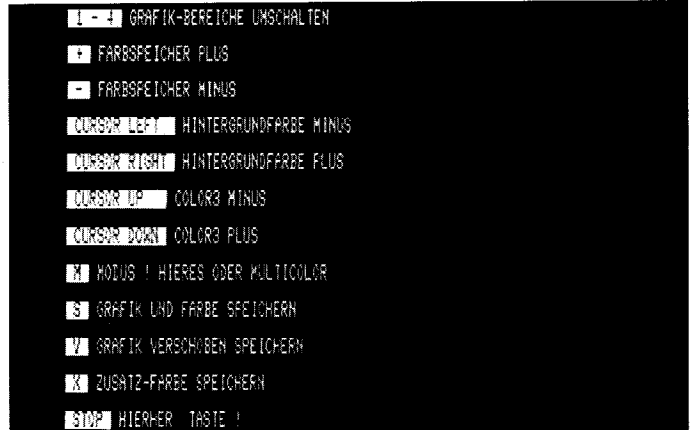 1 - 4 GRAFIK-BEREICHE UMSCHALTEN
+ FARBSPEICHER PLUS
- FARBSPEICHER MINUS
CURSOR LEFT HINTERGRUNDFARBE MINUS
CURSOR RIGHT HINTERGRUNDFARBE PLUS
CURSOR UP COLOR3 MINUS
CURSOR DOWN COLOR3 PLUS
M MODUS ! HIERES ODER MULTICOLOR
S GRAFIK UND FARBE SPEICHERN
V GRAFIK VERSCHOBEN SPEICHERN
X ZUSATZ-FARBE SPEICHERN
STOP HIERHER TASTE !